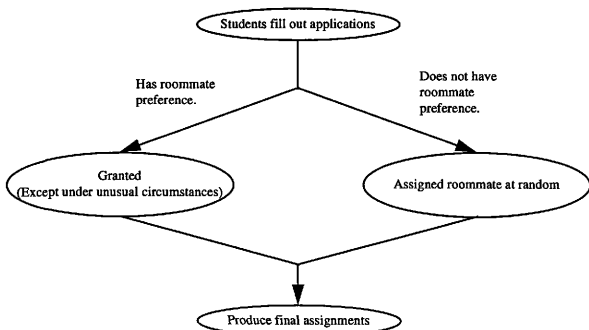 Students fill out applications
Has roommate
preference.
Does not have
roommate
preference.
Granted
(Except under unusual circumstances)
Assigned roommate at random
Produce final assignments